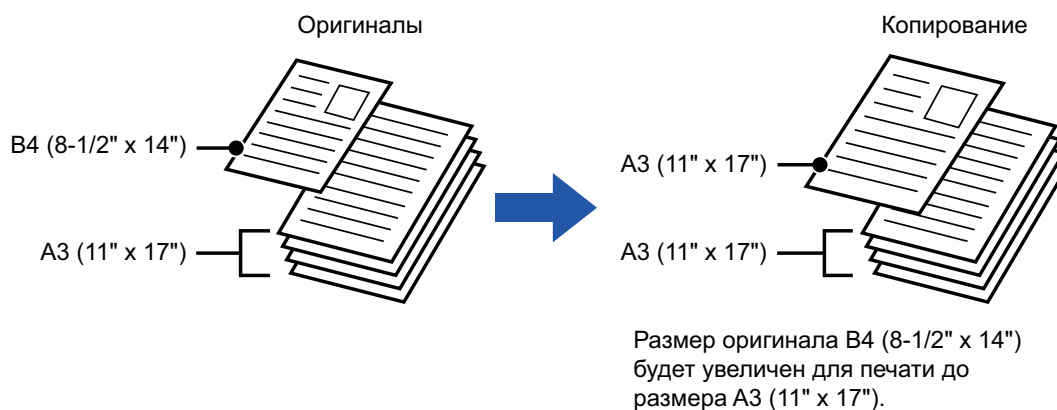 Оригиналы
B4 (8-1/2" x 14")
A3 (11" x 17")
Копирование
A3 (11" x 17")
A3 (11" x 17")
Размер оригинала B4 (8-1/2" x 14")
будет увеличен для печати до
размера A3 (11" x 17").